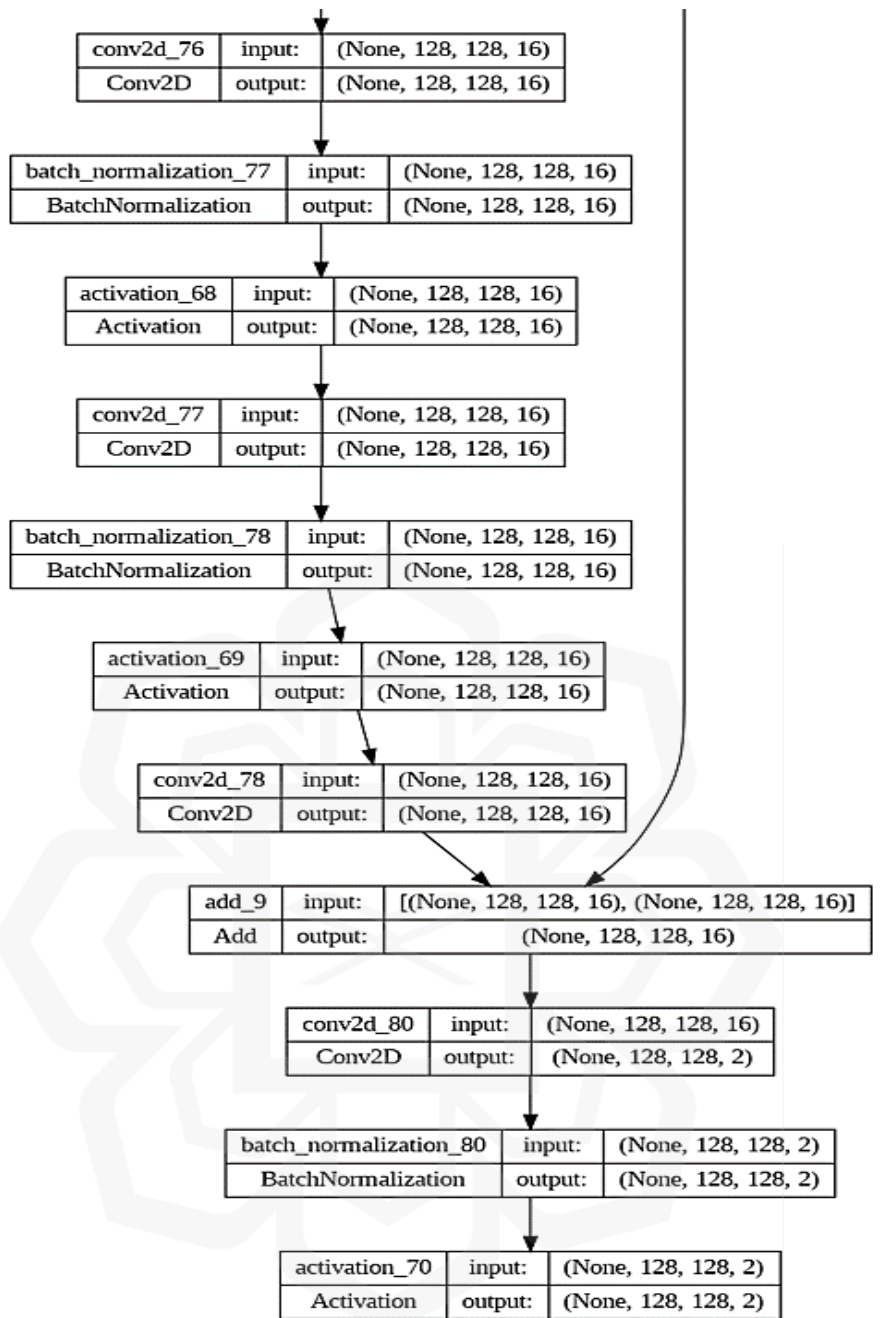 conv2d_76 input: (None, 128, 128, 16)
Conv2D output: (None, 128, 128, 16)
batch_normalization_77 input: (None, 128, 128, 16)
BatchNormalization output: (None, 128, 128, 16)
activation_68 input: (None, 128, 128, 16)
Activation output: (None, 128, 128, 16)
conv2d_77 input: (None, 128, 128, 16)
Conv2D output: (None, 128, 128, 16)
batch_normalization_78 input: (None, 128, 128, 16)
BatchNormalization output: (None, 128, 128, 16)
activation_69 input: (None, 128, 128, 16)
Activation output: (None, 128, 128, 16)
conv2d_78 input: (None, 128, 128, 16)
Conv2D output: (None, 128, 128, 16)
add_9 input: [(None, 128, 128, 16), (None, 128, 128, 16)]
Add output: (None, 128, 128, 16)
conv2d_80 input: (None, 128, 128, 16)
Conv2D output: (None, 128, 128, 2)
batch_normalization_80 input: (None, 128, 128, 2)
BatchNormalization output: (None, 128, 128, 2)
activation_70 input: (None, 128, 128, 2)
Activation output: (None, 128, 128, 2)